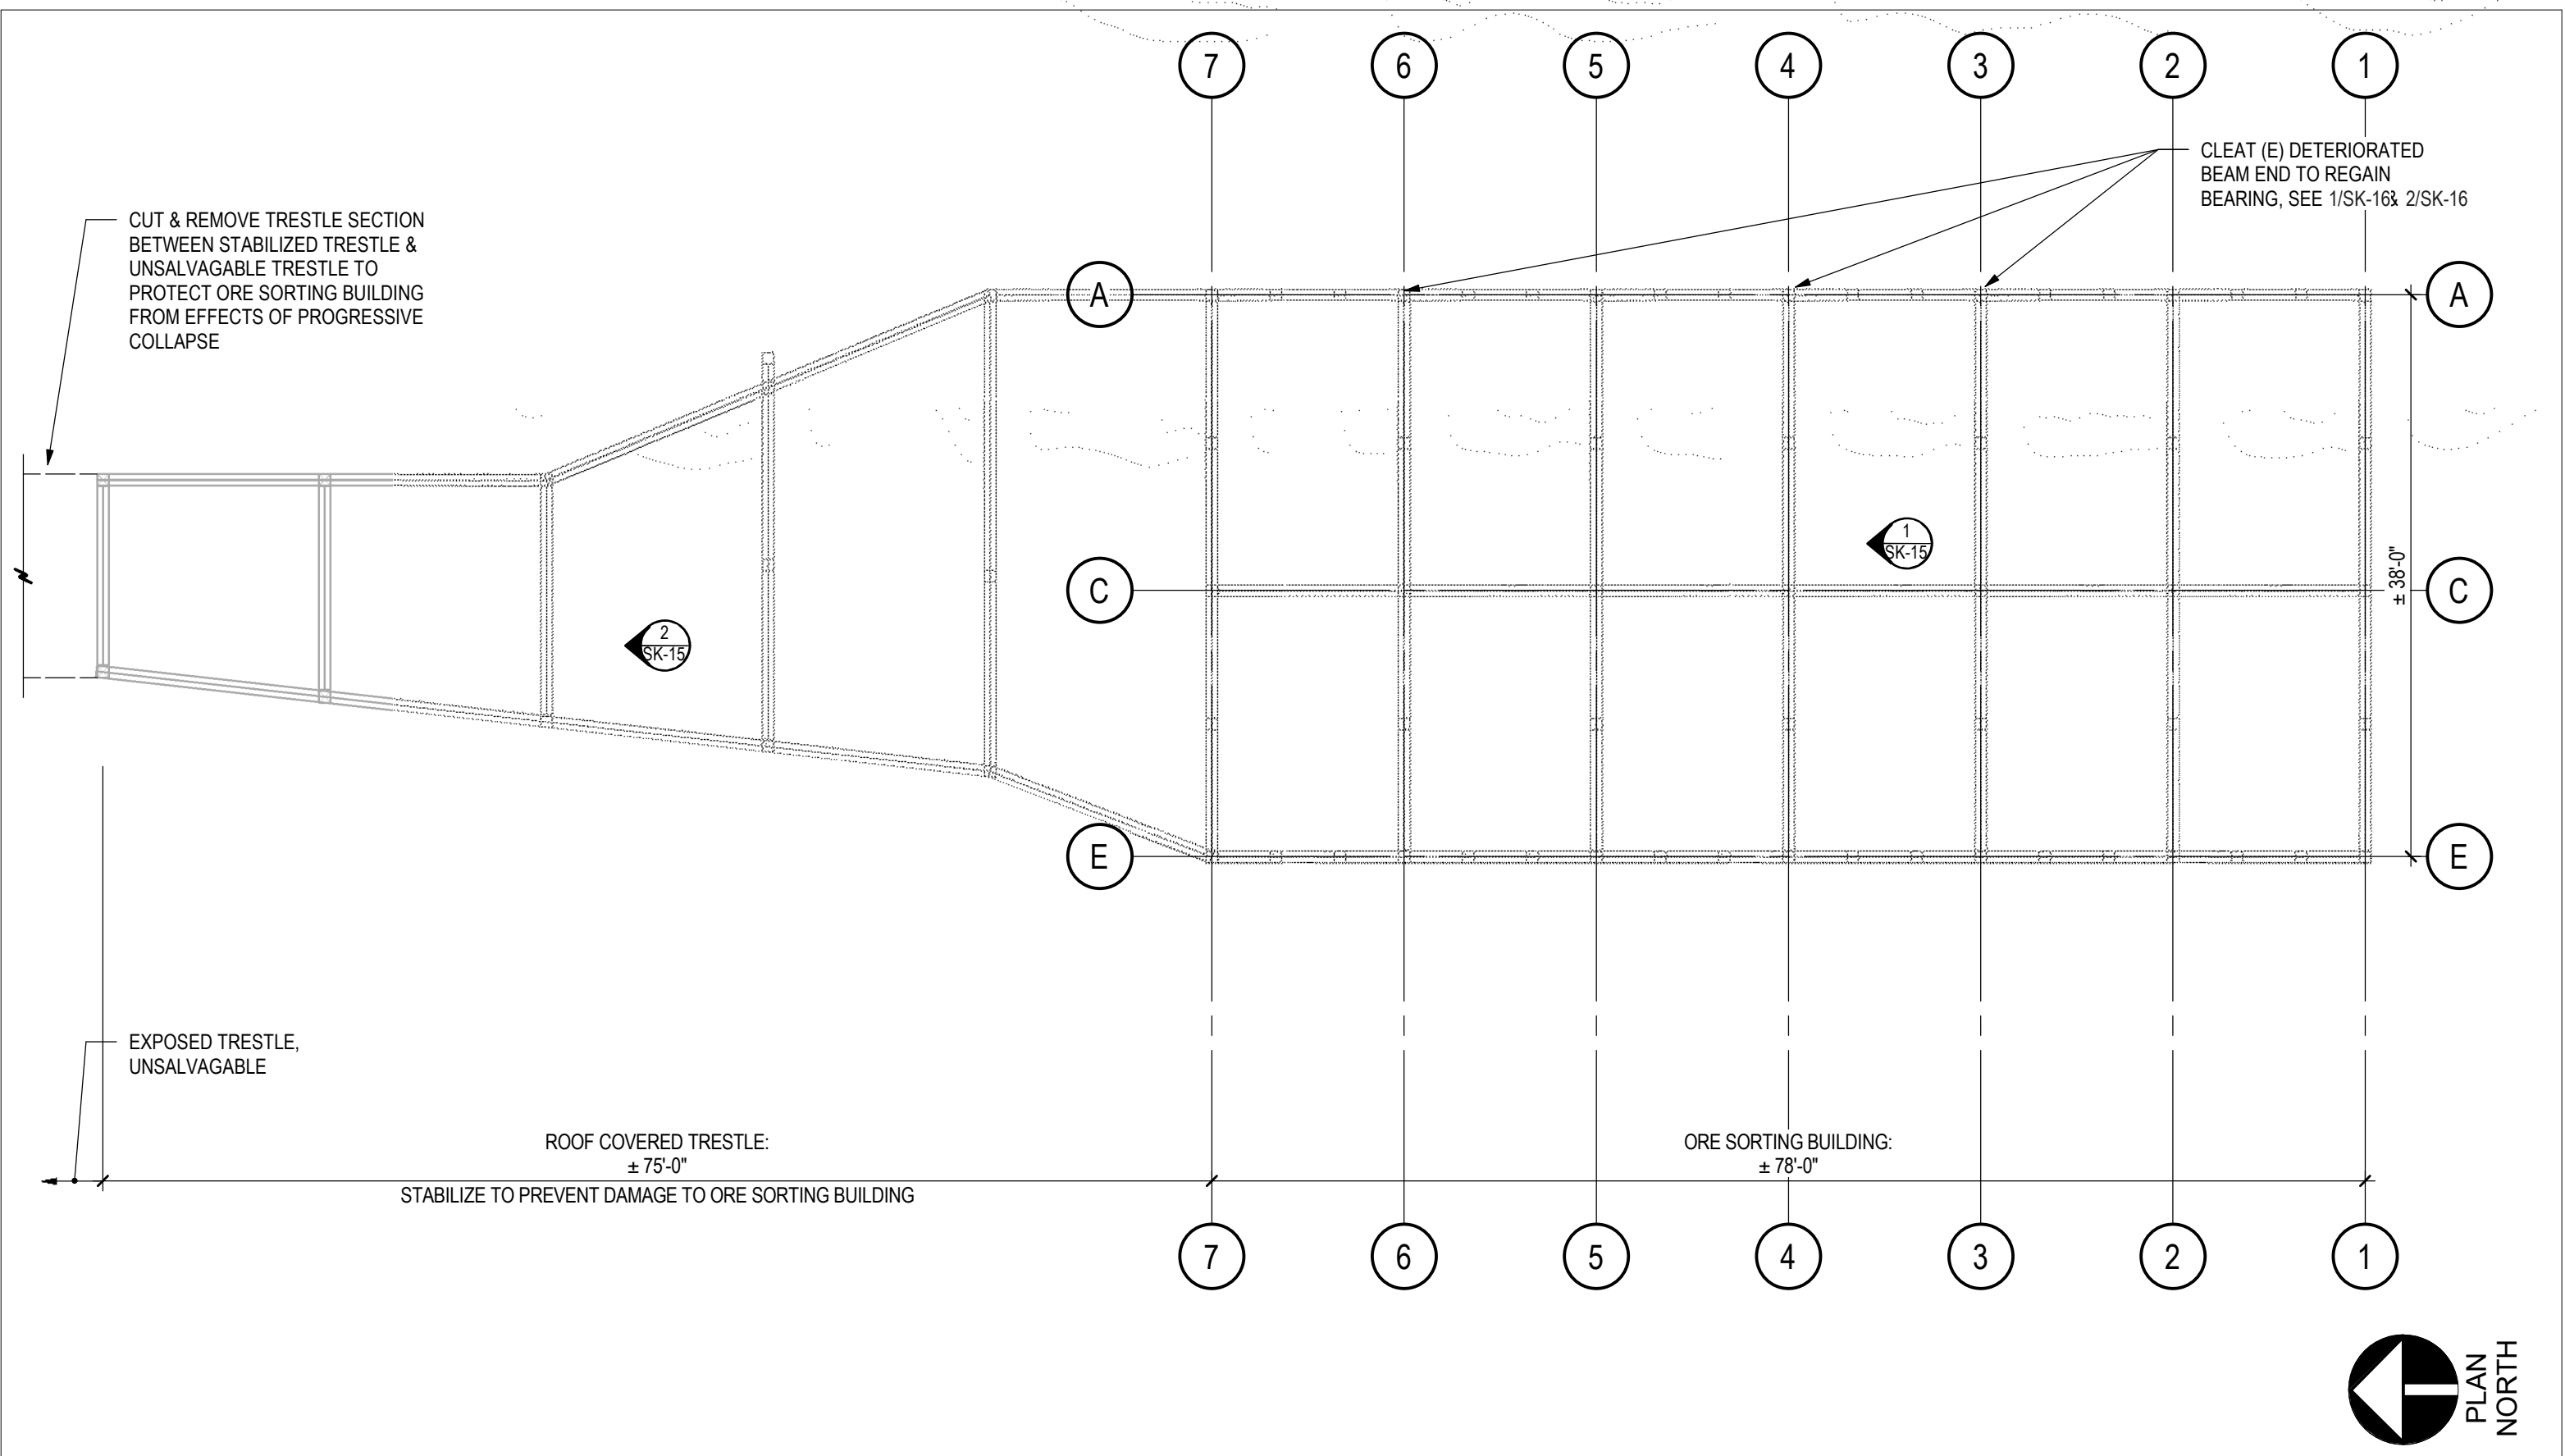 7
6
5
4
3
2
1
CLEAT (E) DETERIORATED
BEAM END TO REGAIN
BEARING, SEE 1/SK-16& 2/SK-16
CUT & REMOVE TRESTLE SECTION
BETWEEN STABILIZED TRESTLE &
UNSALVAGABLE TRESTLE TO
PROTECT ORE SORTING BUILDING
FROM EFFECTS OF PROGRESSIVE
COLLAPSE
A
A
1
SK-15
± 38'-0"
C
C
2
SK-15
E
E
EXPOSED TRESTLE,
UNSALVAGABLE
ROOF COVERED TRESTLE:
± 75'-0"
STABILIZE TO PREVENT DAMAGE TO ORE SORTING BUILDING
ORE SORTING BUILDING:
± 78'-0"
7
6
5
4
3
2
1
PLAN
NORTH